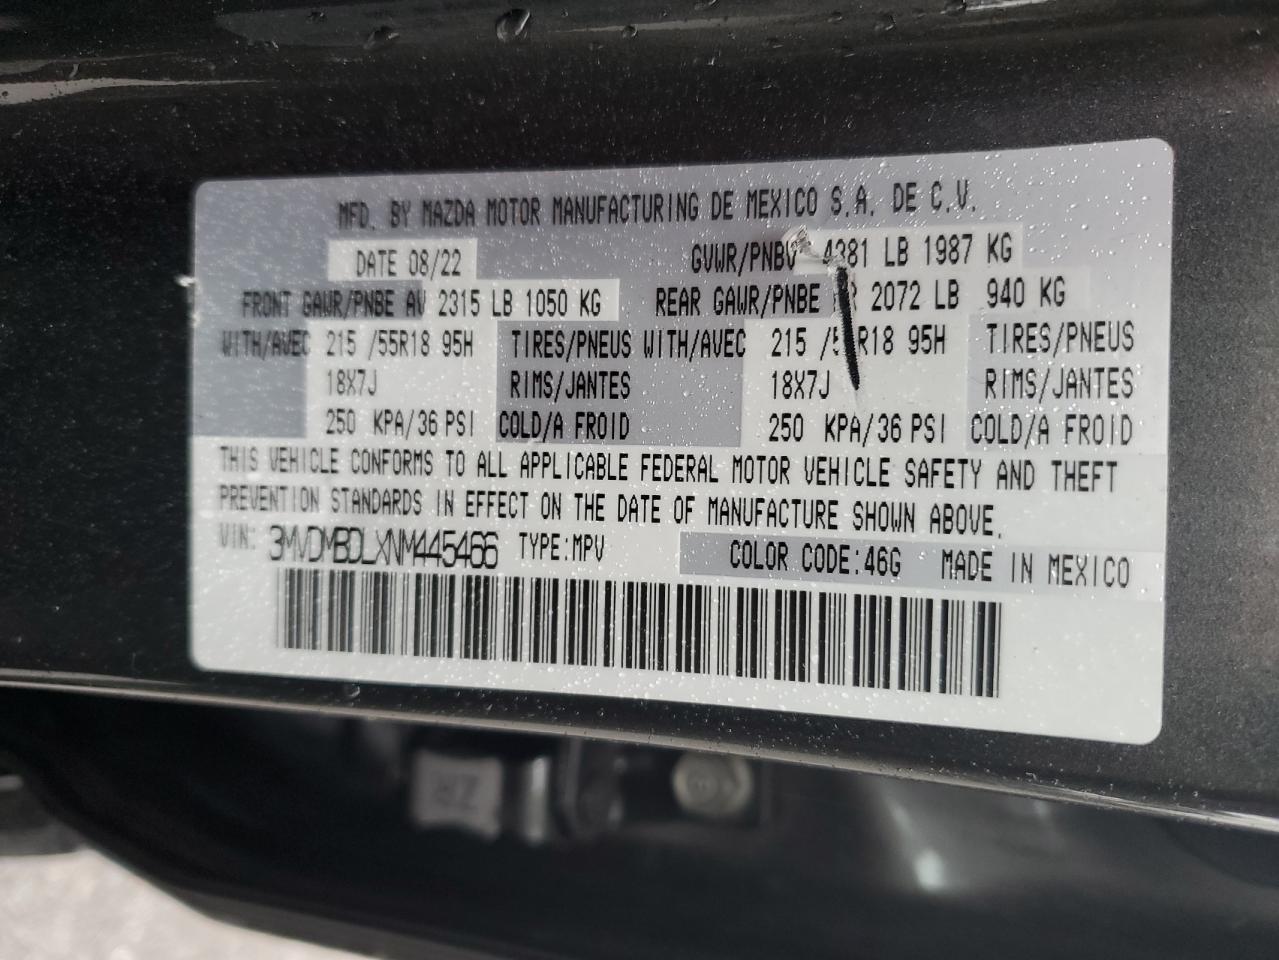 MFD. BY MAZDA MOTOR MANUFACTURING DE MEXICO S.A. DE C.V.
DATE 08/22 GVWR/PNBV 4381 LB 1987 KG
FRONT GAWR/PNBE AV 2315 LB 1050 KG REAR GAWR/PNBE 2072 LB 940 KG
WITH/AVEC 215 /55R18 95H TIRES/PNEUS WITH/AVEC 215 /55R18 95H TIRES/PNEUS
18X7J RIMS/JANTES 18X7J RIMS/JANTES
250 KPA/36 PSI COLD/A FROID 250 KPA/36 PSI COLD/A FROID
THIS VEHICLE CONFORMS TO ALL APPLICABLE FEDERAL MOTOR VEHICLE SAFETY AND THEFT
PREVENTION STANDARDS IN EFFECT ON THE DATE OF MANUFACTURE SHOWN ABOVE.
VIN: 3MVDMBDLXNM445466 TYPE:MPV COLOR CODE:46G MADE IN MEXICO